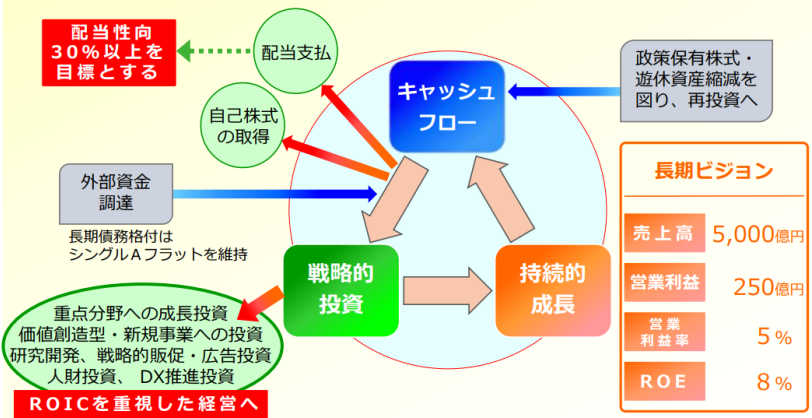 配当性向
30%以上を
目標とする
配当支払
自己株式
の取得
キャッシュ
フロー
政策保有株式・
遊休資産縮減を
図り、再投資へ
外部資金
調達
長期債務格付は
シングルAフラットを維持
戦略的
投資
持続的
成長
重点分野への成長投資
価値創造型・新規事業への投資
研究開発、戦略的販促・広告投資
人財投資、DX推進投資
ROICを重視した経営へ
長期ビジョン
売上高 5,000億円
営業利益 250億円
営業
利益率 5%
ROE 8%